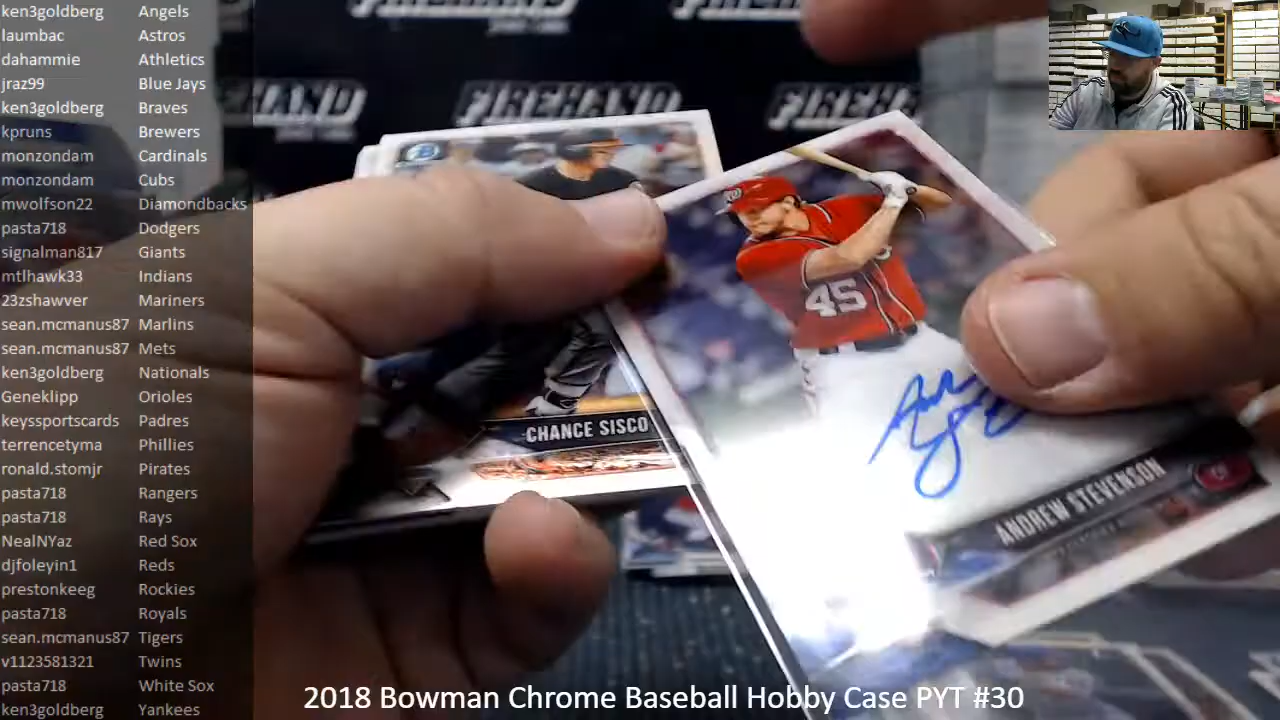 ken3goldberg Angels
laumbac Astros
dahammie Athletics
jraz99 Blue Jays
ken3goldberg Braves
kpruns Brewers
monzondam Cardinals
monzondam Cubs
mwolfson22 Diamondbacks
pasta718 Dodgers
signalman817 Giants
mtlhawk33 Indians
23zshawver Mariners
sean.mcmanus87 Marlins
sean.mcmanus87 Mets
ken3goldberg Nationals
Geneklipp Orioles
keyssportscards Padres
terrencetyma Phillies
ronald.stomjr Pirates
pasta718 Rangers
pasta718 Rays
NealNYaz Red Sox
djfoleyin1 Reds
prestonkeeg Rockies
pasta718 Royals
sean.mcmanus87 Tigers
v1123581321 Twins
pasta718 White Sox
ken3goldberg Yankees
FIREHAND
FIREHAND
45
CHANCE SISCO
ANDREW STEVENSON
2018 Bowman Chrome Baseball Hobby Case PYT #30